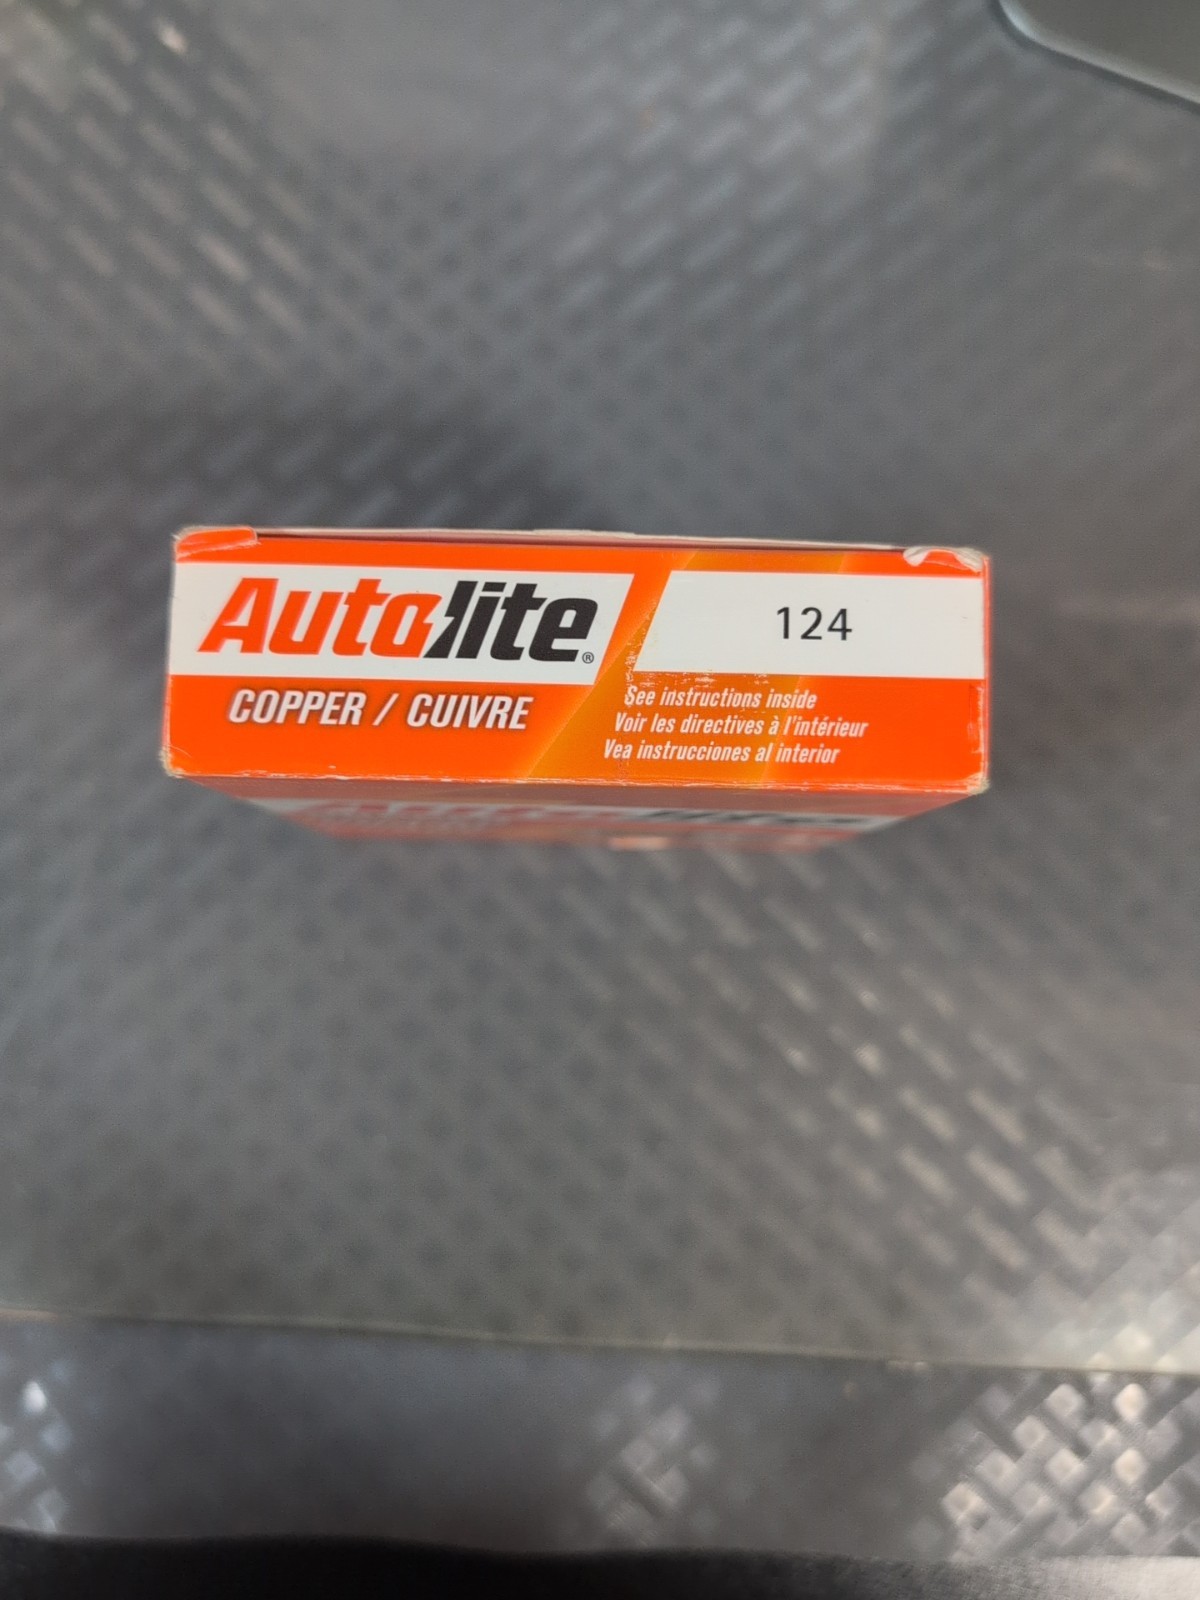 Autolite®
124
COPPER / CUIVRE
See instructions inside
Voir les directives à l'intérieur
Vea instrucciones al interior